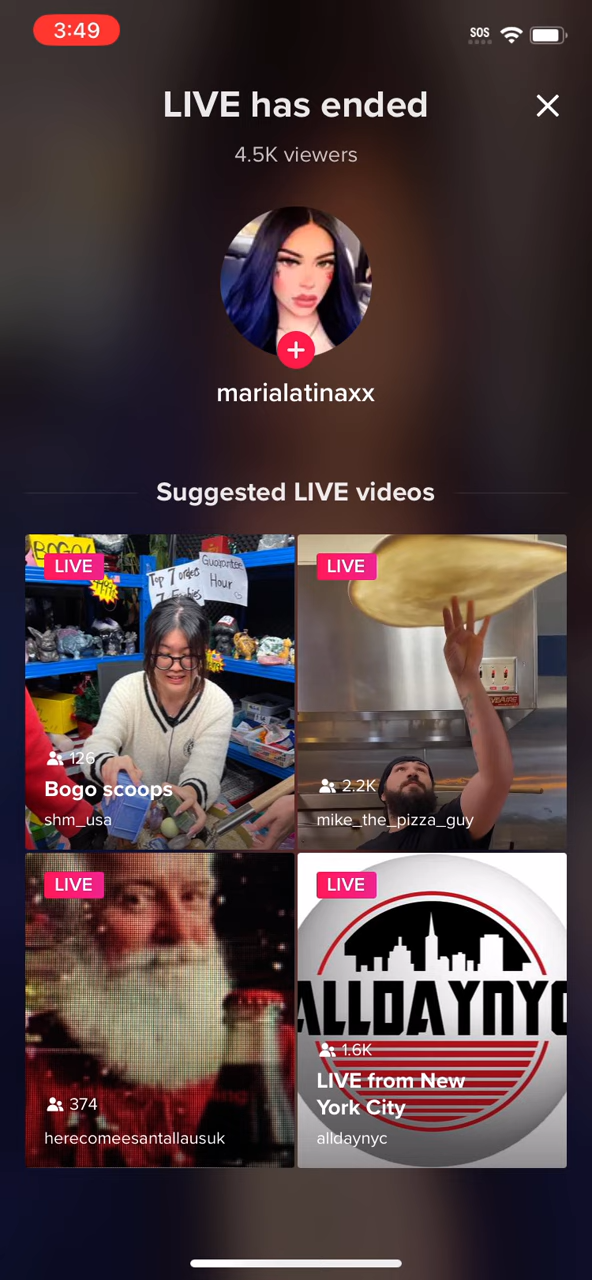 3:49
SOS
LIVE has ended
4.5K viewers
marialatinaxx
Suggested LIVE videos
LIVE
BOGO!
Top 7 orders
7 Freebies
Guarantee
Hour
126
Bogo scoops
shm_usa
LIVE
2.2K
mike_the_pizza_guy
LIVE
374
herecomeesantallausuk
LIVE
ALLDAYNYC
1.6K
LIVE from New
York City
alldaynyc